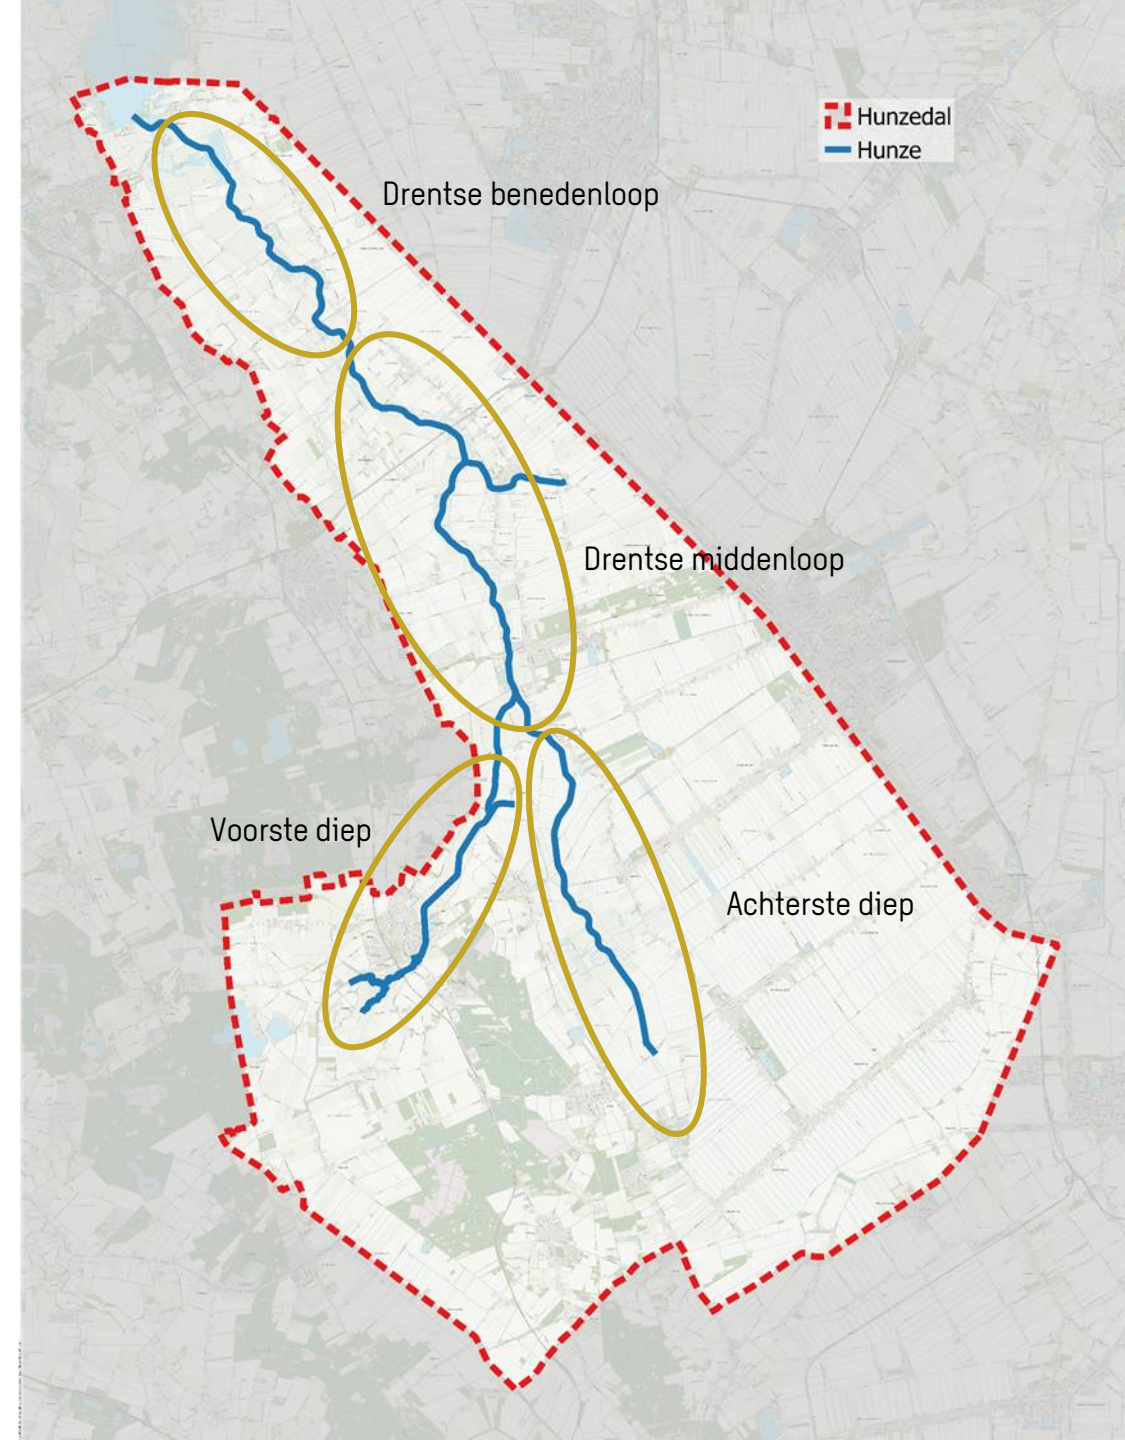 Hunzedal
Hunze
Drentse benedenloop
Drentse middenloop
Voorste diep
Achterste diep